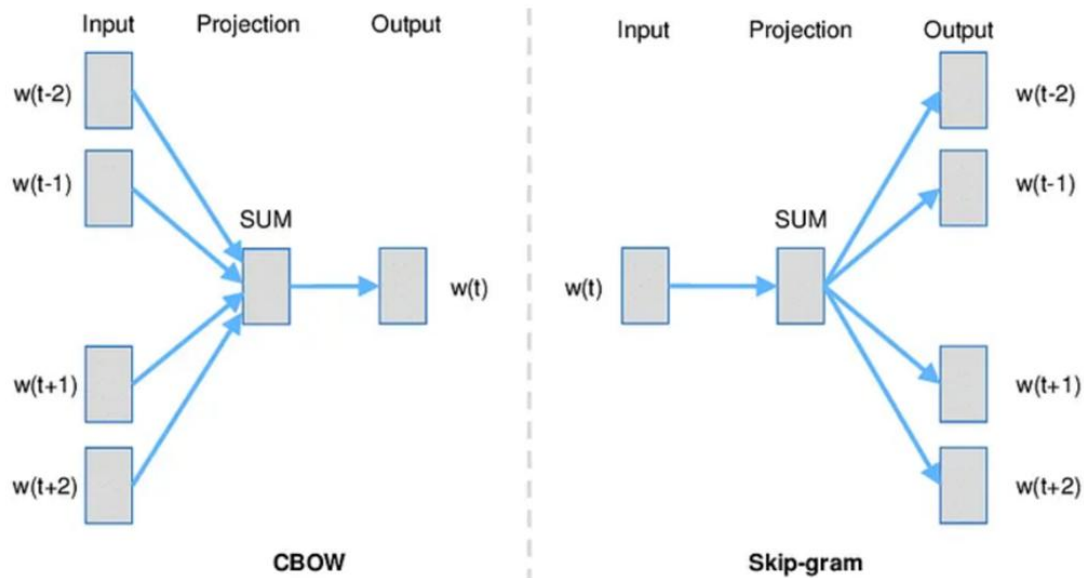 Input Projection Output
w(t-2)
w(t-1)
SUM
w(t)
w(t+1)
w(t+2)
CBOW
Input Projection Output
w(t-2)
w(t-1)
SUM
w(t)
w(t+1)
w(t+2)
Skip-gram